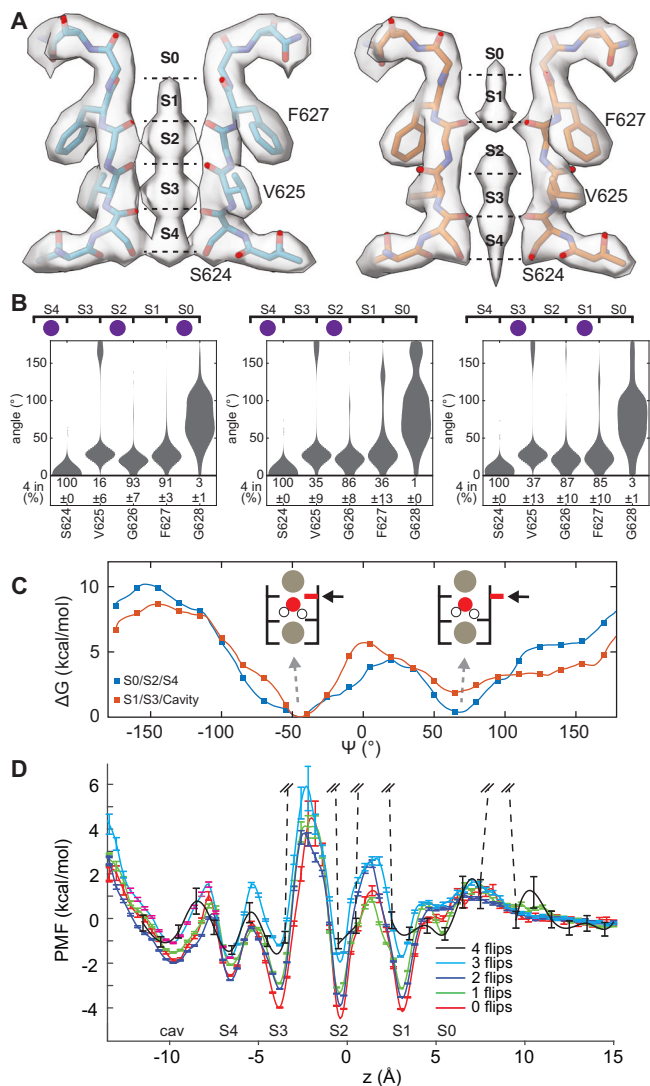 A
S0
S1
S2
S3
S4
F627
V625
S624
S0
S1
S2
S3
S4
F627
V625
S624
B
S4 S3 S2 S1 S0
S4 S3 S2 S1 S0
S4 S3 S2 S1 S0
angle (°)
150
100
50
0
4 in (%)
100 16 93 91 3
±0 ±6 ±7 ±3 ±1
S624 V625 G626 F627 G628
angle (°)
150
100
50
0
4 in (%)
100 35 86 36 1
±0 ±9 ±8 ±13 ±0
S624 V625 G626 F627 G628
angle (°)
150
100
50
0
4 in (%)
100 37 87 85 3
±0 ±13 ±10 ±10 ±1
S624 V625 G626 F627 G628
C
ΔG (kcal/mol)
10
5
0
S0/S2/S4
S1/S3/Cavity
-150 -100 -50 0 50 100 150
Ψ (°)
D
PMF (kcal/mol)
6
4
2
0
-2
-4
4 flips
3 flips
2 flips
1 flips
0 flips
cav S4 S3 S2 S1 S0
-10 -5 0 5 10 15
z (Å)